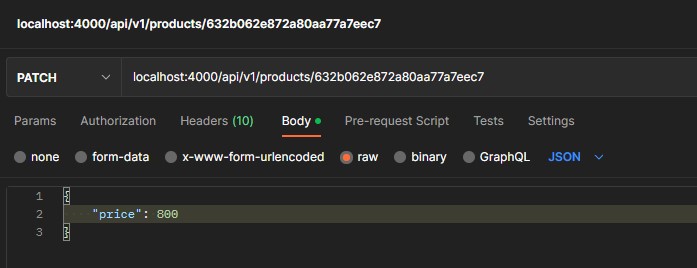 localhost:4000/api/v1/products/632b062e872a80aa77a7eec7
PATCH localhost:4000/api/v1/products/632b062e872a80aa77a7eec7
Params Authorization Headers (10) Body Pre-request Script Tests Settings
none form-data x-www-form-urlencoded raw binary GraphQL JSON
1 {
2 "price": 800
3 }